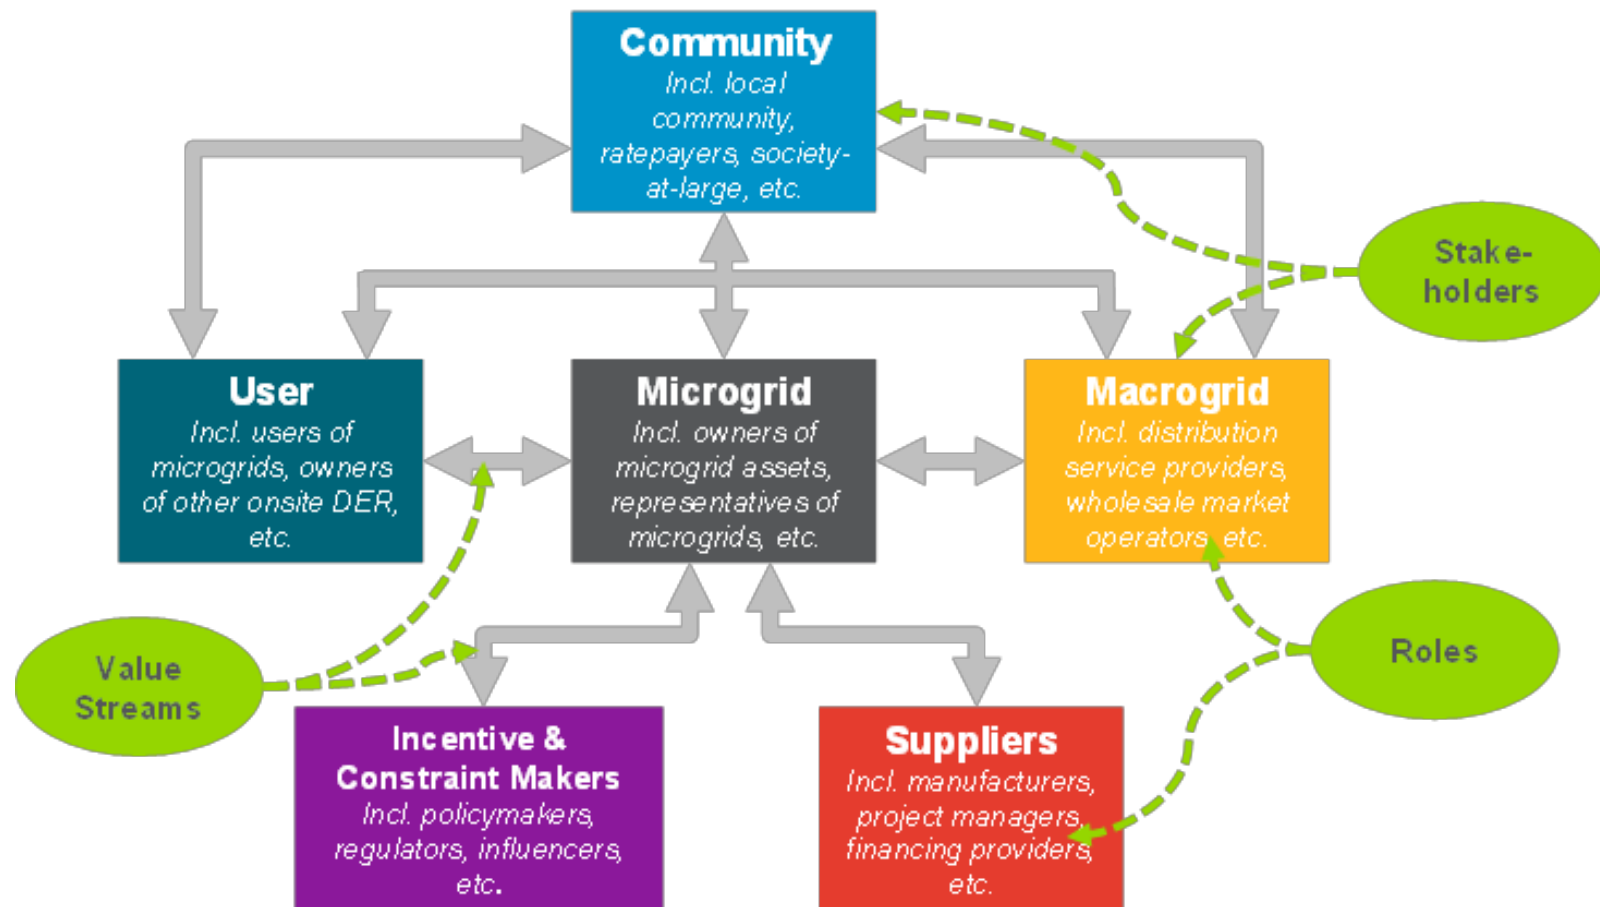 Community
Incl. local
community,
ratepayers, society-
at-large, etc.
Stake-
holders
User
Incl. users of
microgrids, owners
of other onsite DER,
etc.
Microgrid
Incl. owners of
microgrid assets,
representatives of
microgrids, etc.
Macrogrid
Incl. distribution
service providers,
wholesale market
operators, etc.
Value
Streams
Roles
Incentive &
Constraint Makers
Incl. policymakers,
regulators, influencers,
etc.
Suppliers
Incl. manufacturers,
project managers,
financing providers,
etc.